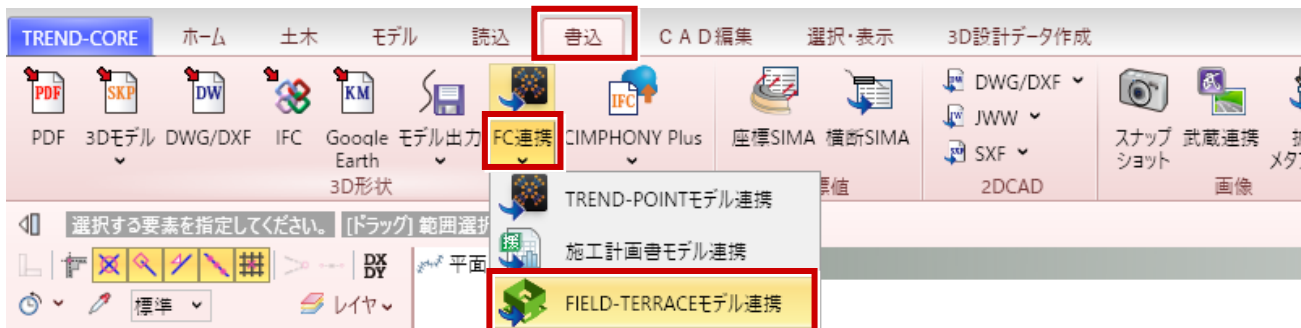 TREND-CORE ホーム 土木 モデル 読込 書込 CAD編集 選択・表示 3D設計データ作成
PDF SKP DW KM IFC
PDF 3Dモデル DWG/DXF IFC Google Earth モデル出力 FC連携 CIMPHONY Plus 座標SIMA 横断SIMA
DWG/DXF
JWW
SXF
スナップ
ショット
武蔵連携
メタ
3D形状 標値 2DCAD 画像
選択する要素を指定してください。 [ドラッグ] 範囲選択
TREND-POINTモデル連携
施工計画書モデル連携
FIELD-TERRACEモデル連携
DX
DY
平面
標準 レイヤ